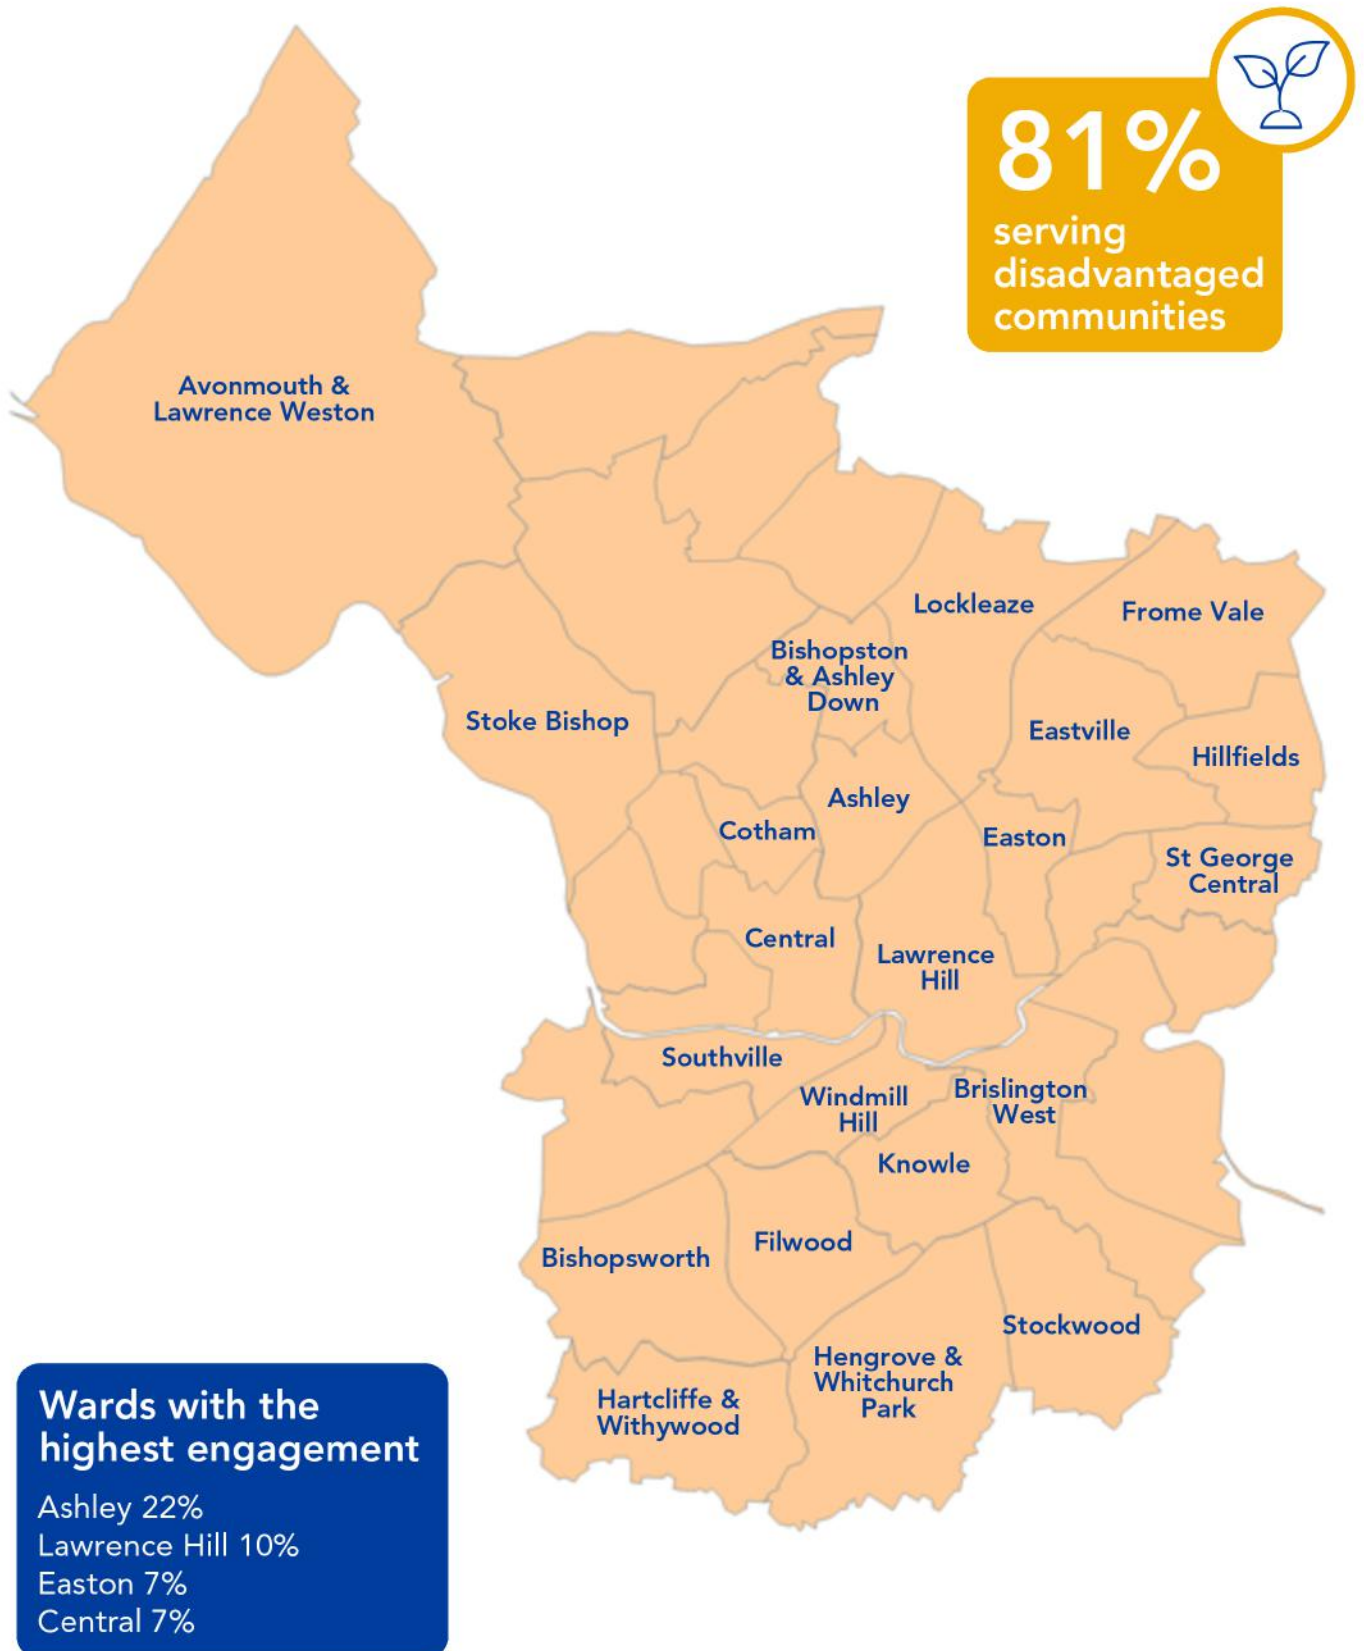 81%
serving
disadvantaged
communities
Avonmouth &
Lawrence Weston
Lockleaze
Frome Vale
Bishopston
& Ashley
Down
Stoke Bishop
Eastville
Hillfields
Ashley
Cotham
Easton
St George
Central
Central
Lawrence
Hill
Southville
Windmill
Hill
Brislington
West
Knowle
Filwood
Bishopsworth
Stockwood
Hengrove &
Whitchurch
Park
Hartcliffe &
Withywood
Wards with the
highest engagement
Ashley 22%
Lawrence Hill 10%
Easton 7%
Central 7%